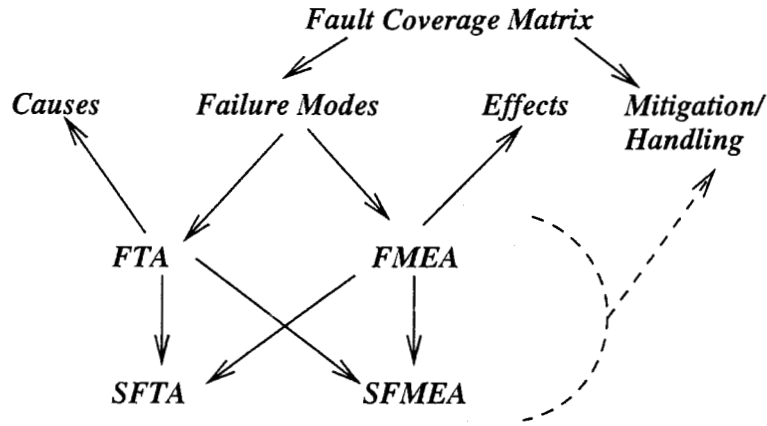 Fault Coverage Matrix
Causes
Failure Modes
Effects
Mitigation/
Handling
FTA
FMEA
SFTA
SFMEA